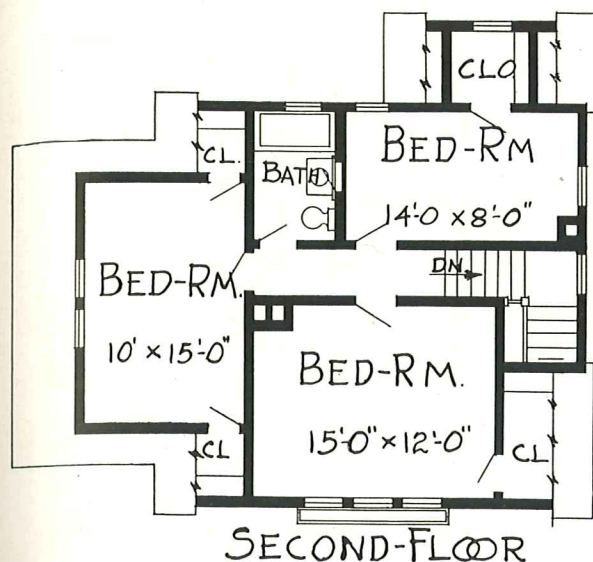 CLO
CL.
BATH
BED-RM
14'-0 x 8'-0"
DN
BED-RM.
10' x 15'-0"
BED-RM.
15'-0" x 12'-0"
CL
CL
SECOND-FLOOR